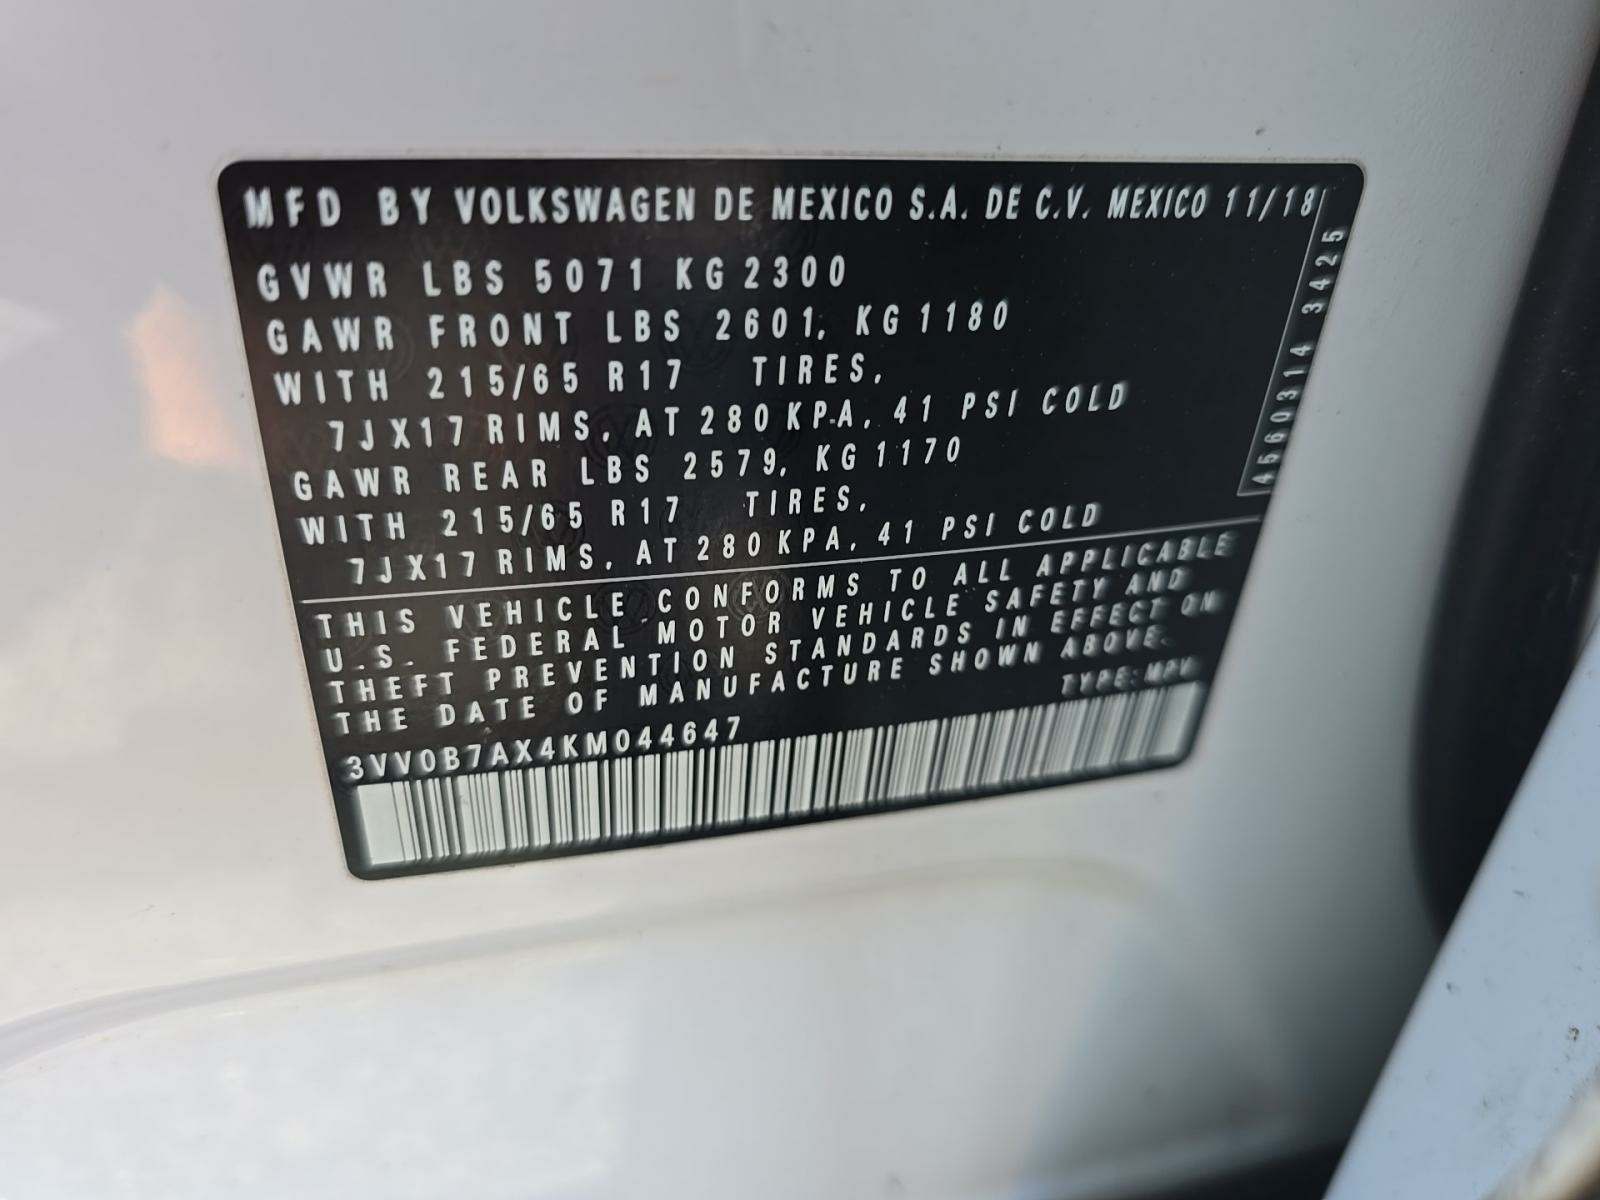 MFD BY VOLKSWAGEN DE MEXICO S.A. DE C.V. MEXICO 11/18
GVWR LBS 5071 KG 2300
GAWR FRONT LBS 2601, KG 1180
WITH 215/65 R17 TIRES,
7JX17 RIMS, AT 280 KPA, 41 PSI COLD
GAWR REAR LBS 2579, KG 1170
WITH 215/65 R17 TIRES,
7JX17 RIMS, AT 280 KPA, 41 PSI COLD
4560314 3425
THIS VEHICLE CONFORMS TO ALL APPLICABLE
U.S. FEDERAL MOTOR VEHICLE SAFETY AND
THEFT PREVENTION STANDARDS IN EFFECT ON
THE DATE OF MANUFACTURE SHOWN ABOVE.
TYPE: MPV
3VV0B7AX4KM044647